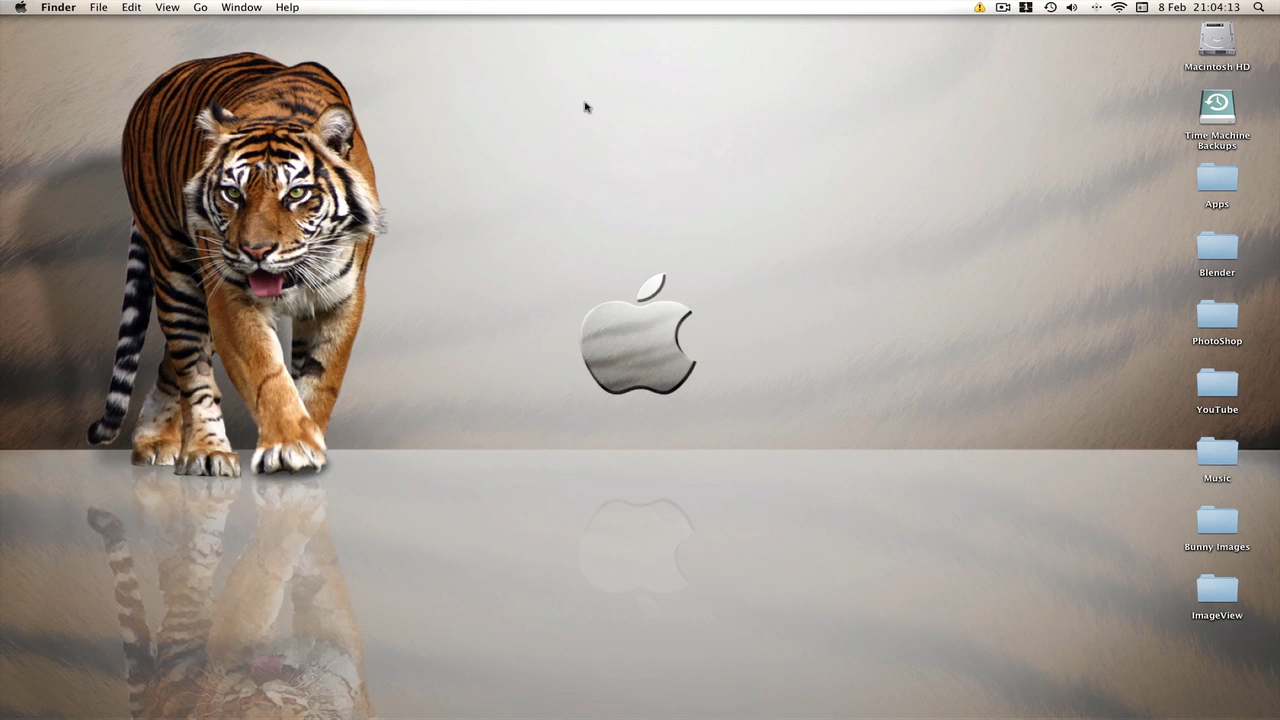 Finder File Edit View Go Window Help
1 8 Feb 21:04:13
Macintosh HD
Time Machine
Backups
Apps
Blender
PhotoShop
YouTube
Music
Bunny Images
ImageView